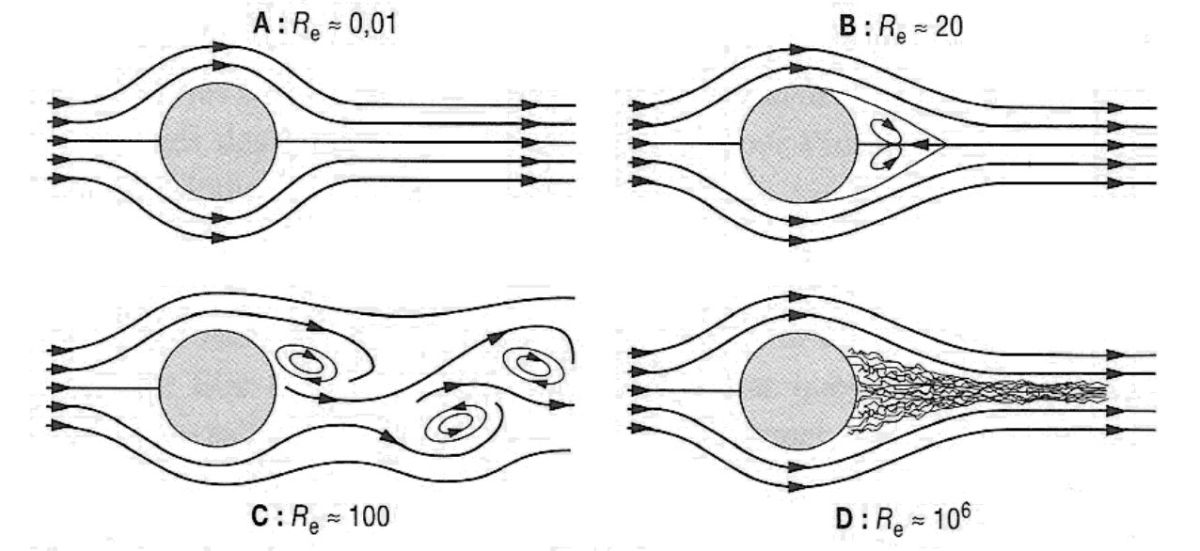 A : Re ≈ 0,01
B : Re ≈ 20
C : Re ≈ 100
D : Re ≈ 10⁶